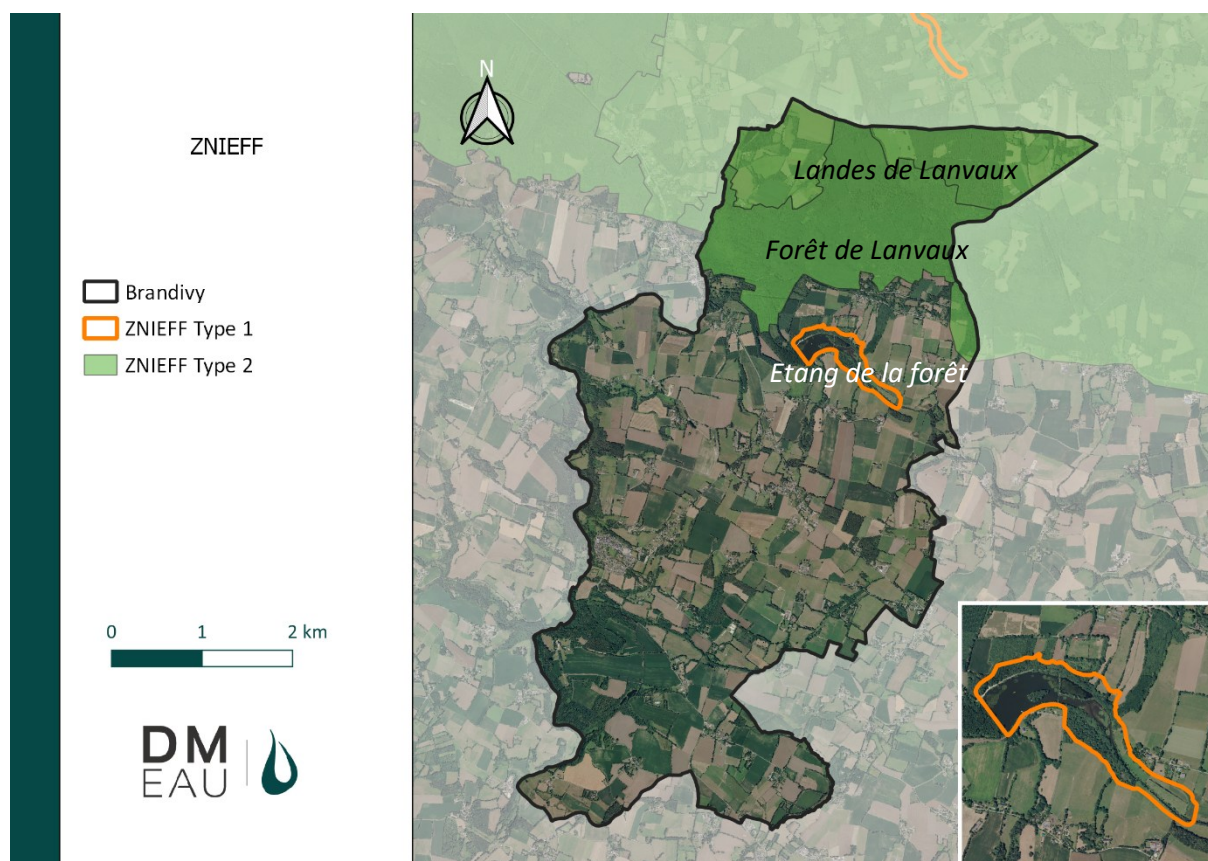 ZNIEFF
Brandivy
ZNIEFF Type 1
ZNIEFF Type 2
0 1 2 km
DM
EAU
N
Landes de Lanvaux
Forêt de Lanvaux
Etang de la forêt